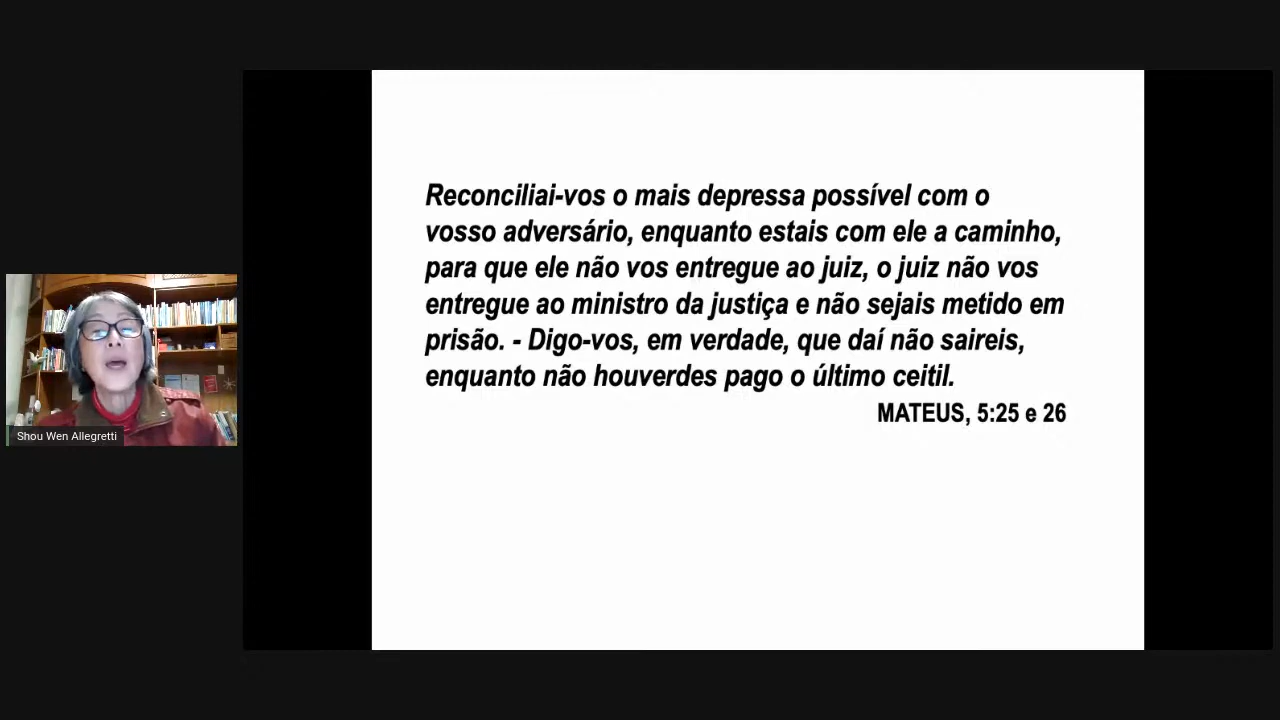 Reconciliai-vos o mais depressa possível com o
vosso adversário, enquanto estais com ele a caminho,
para que ele não vos entregue ao juiz, o juiz não vos
entregue ao ministro da justiça e não sejais metido em
prisão. - Digo-vos, em verdade, que daí não saireis,
enquanto não houverdes pago o último ceitil.
MATEUS, 5:25 e 26
Shou Wen Allegretti